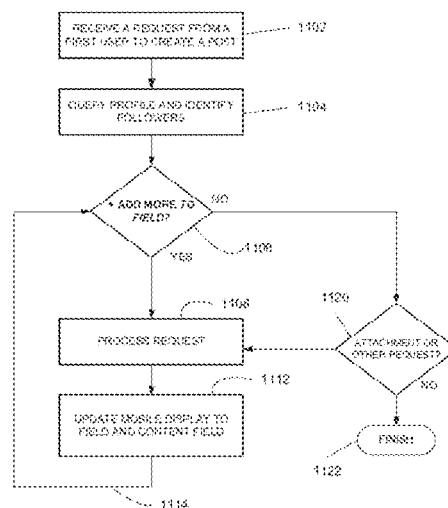 RECEIVE A REQUEST FROM A
FIRST USER TO CREATE A POST
1102
QUERY PROFILE AND IDENTIFY
FOLLOWERS
1104
ADD MORE TO
FIELD?
NO
YES
1106
PROCESS REQUEST
ATTACHMENT OR
OTHER REQUEST?
1120
NO
UPDATE MOBILE DISPLAY TO
FIELD AND CONTENT FIELD
1112
FINISH
1122
1114